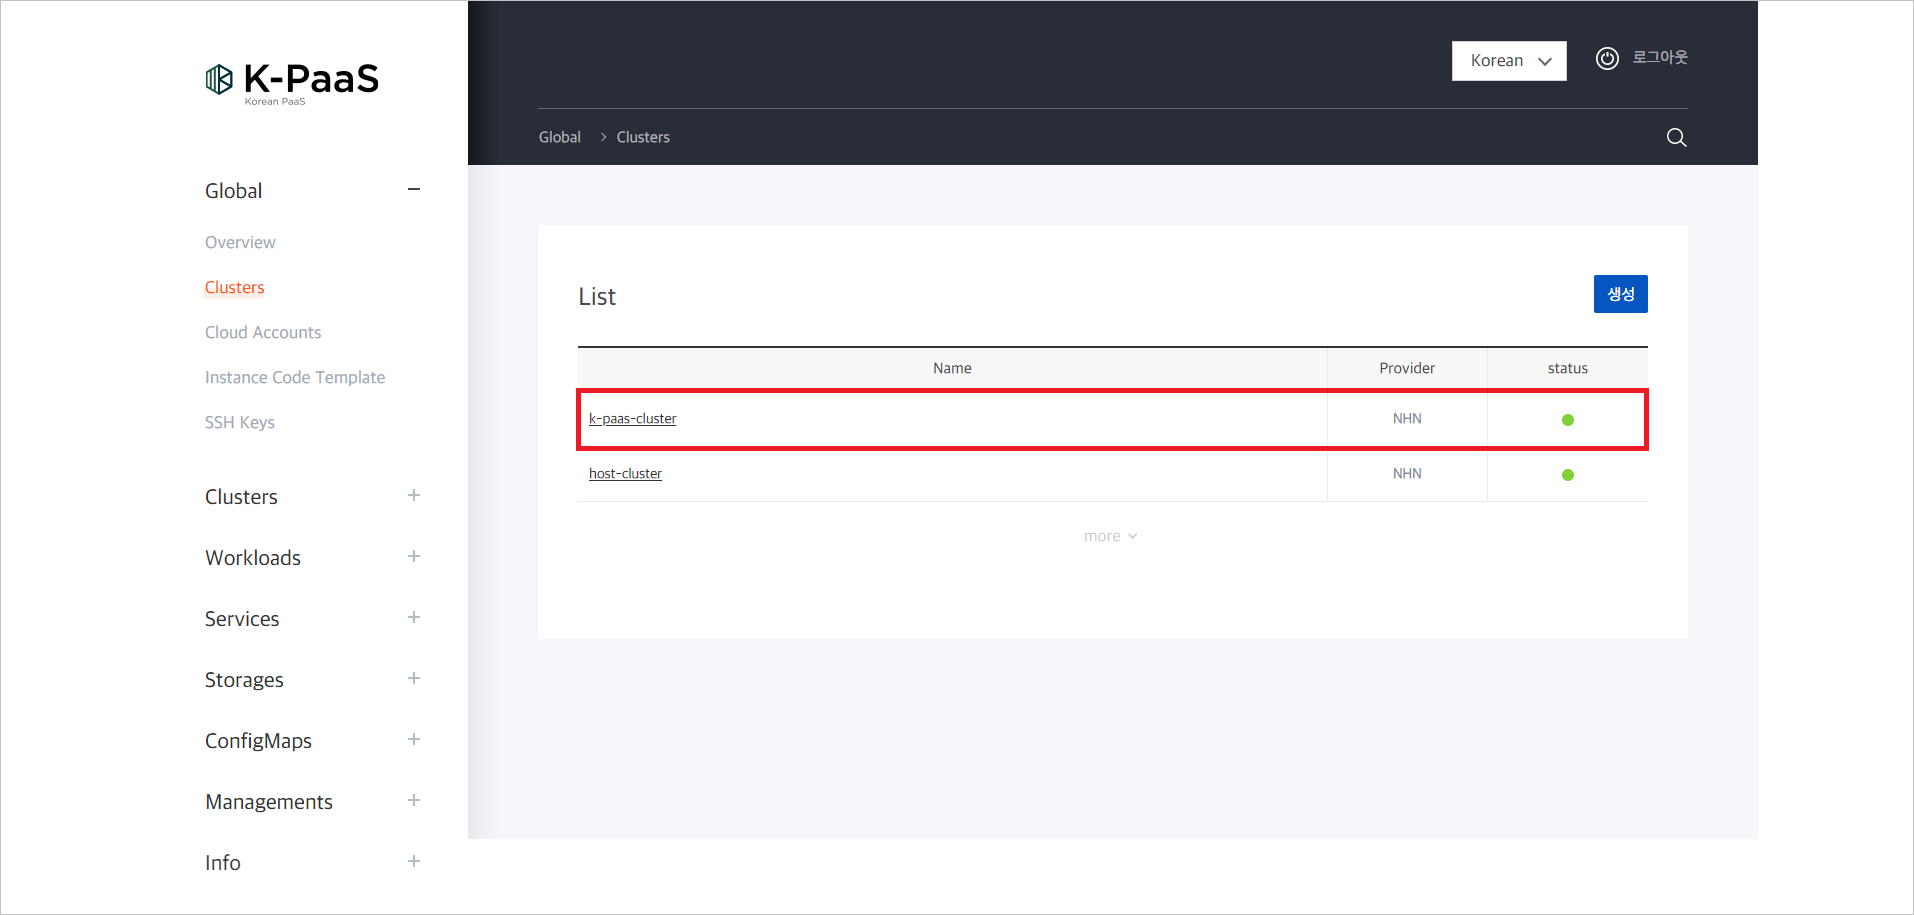 K-PaaS
Korean PaaS
Global
Overview
Clusters
Cloud Accounts
Instance Code Template
SSH Keys
Clusters
Workloads
Services
Storages
ConfigMaps
Managements
Info
Korean
로그아웃
Global > Clusters
List
생성
Name Provider status
k-paas-cluster NHN
host-cluster NHN
more